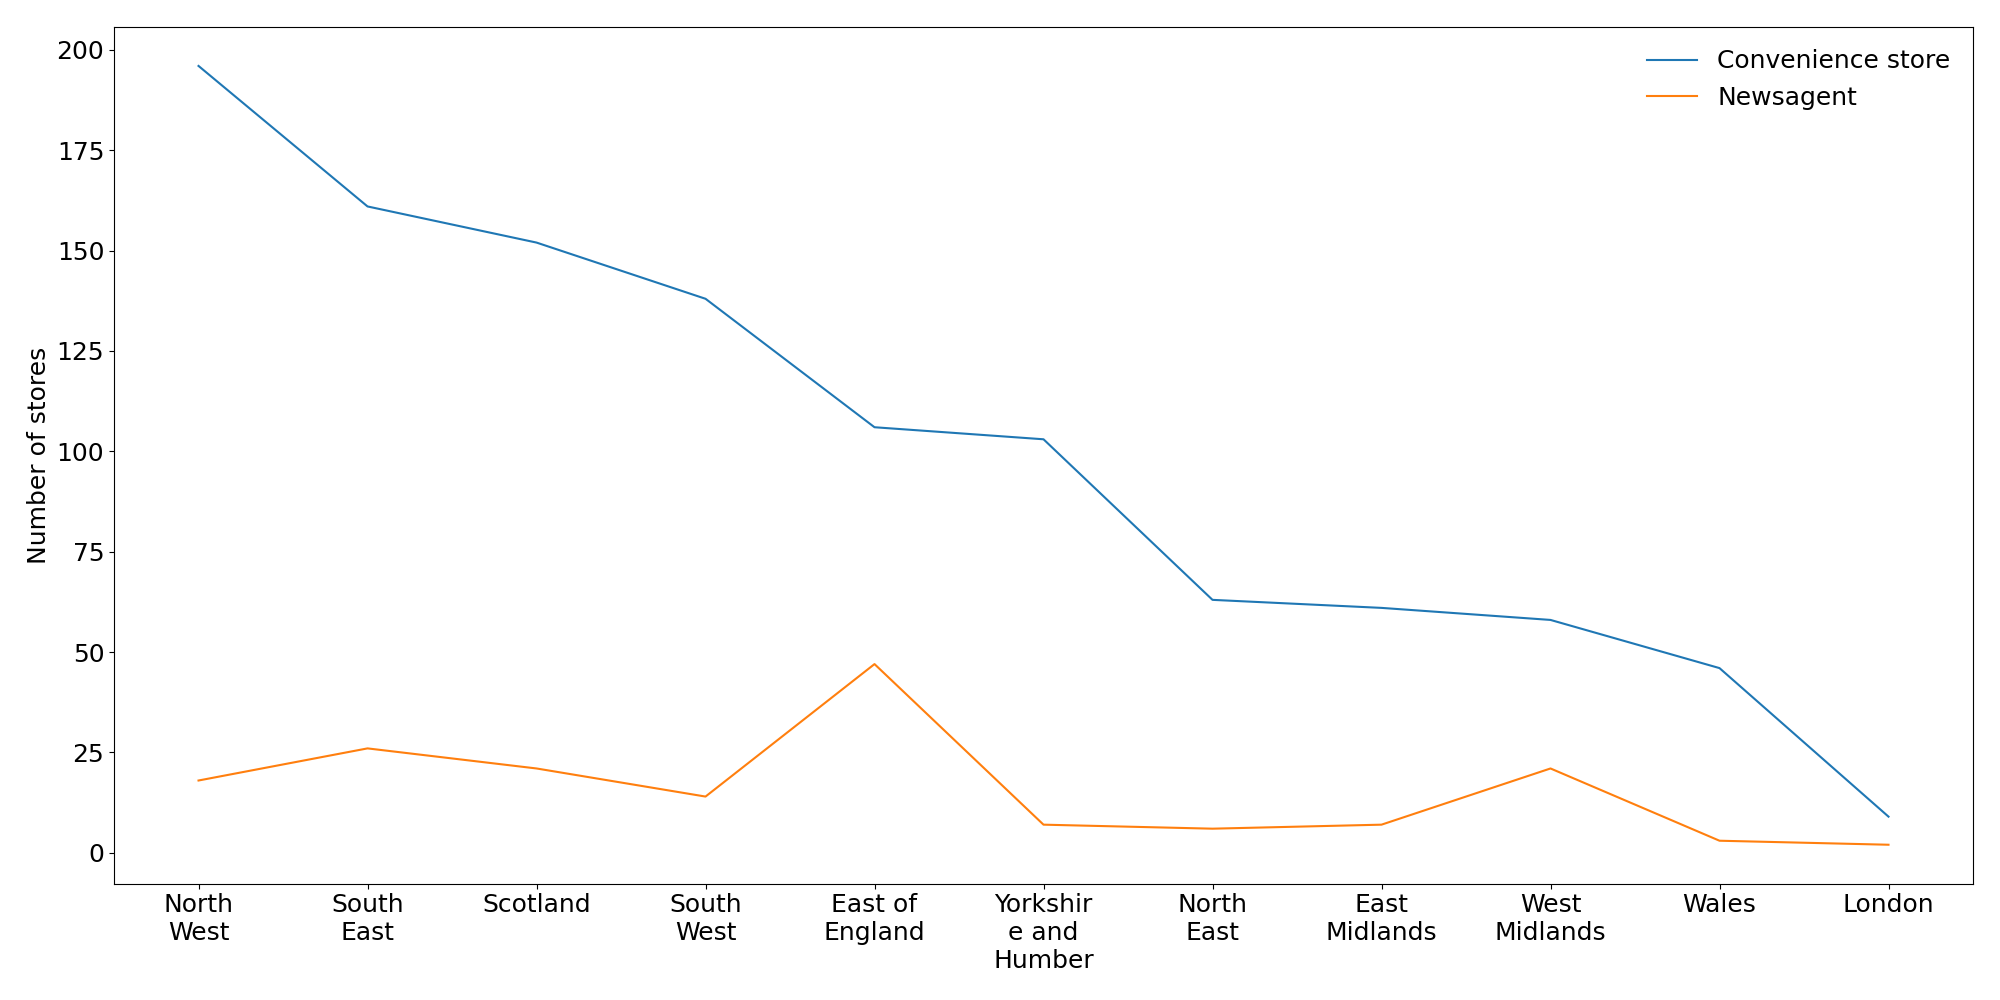 Convenience store
Newsagent
Number of stores
200
175
150
125
100
75
50
25
0
North
West
South
East
Scotland
South
West
East of
England
Yorkshir
e and
Humber
North
East
East
Midlands
West
Midlands
Wales
London